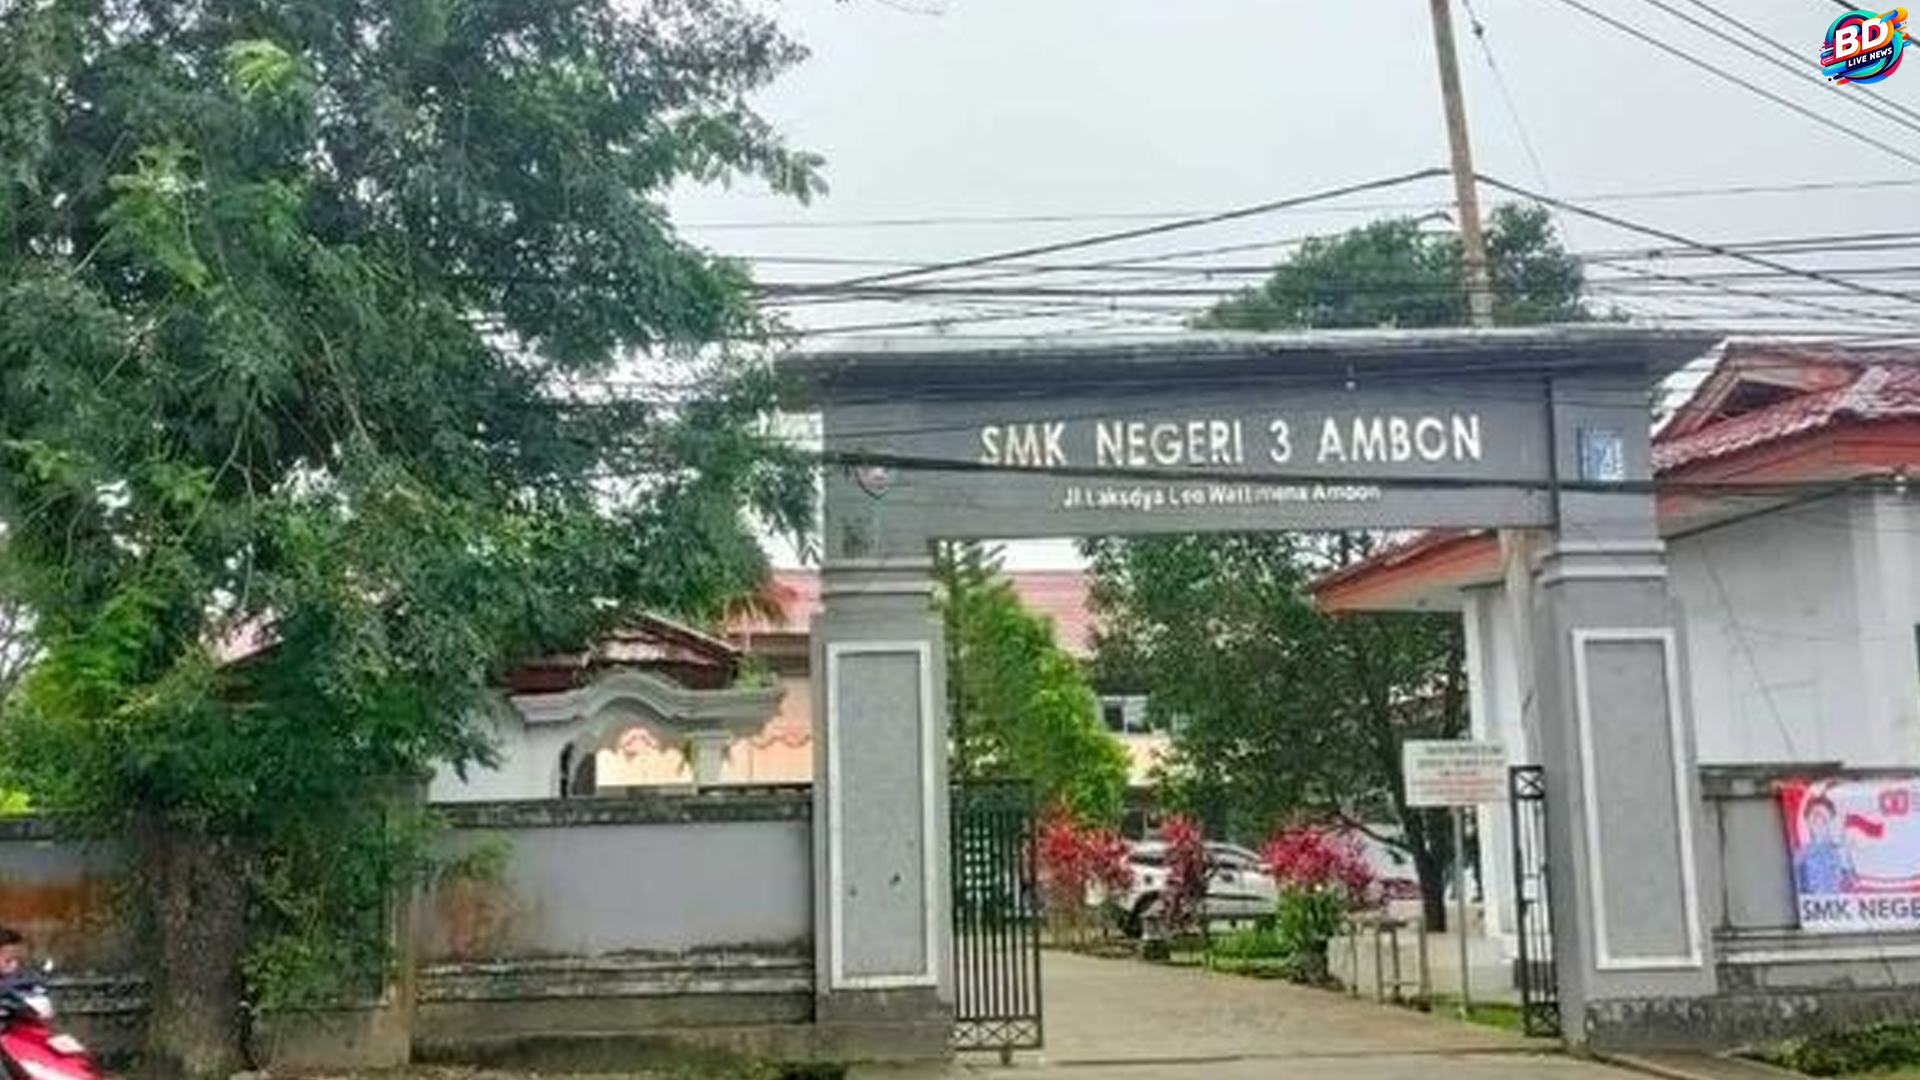 BD
LIVE NEWS
SMK NEGERI 3 AMBON
Jl Laksdya Leo Wattimena Ambon
SMK NEGE